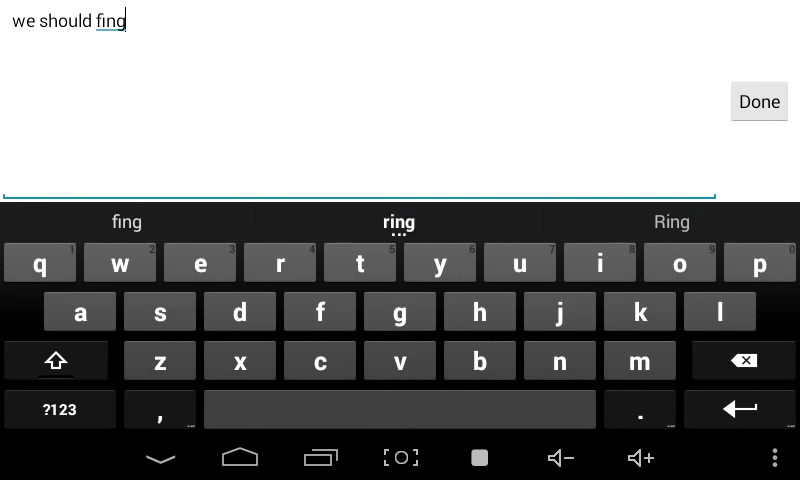 we should fing
Done
fing ring Ring
q 1 w 2 e 3 r 4 t 5 y 6 u 7 i 8 o 9 p 0
a s d f g h j k l
z x c v b n m
?123 , ... . ...